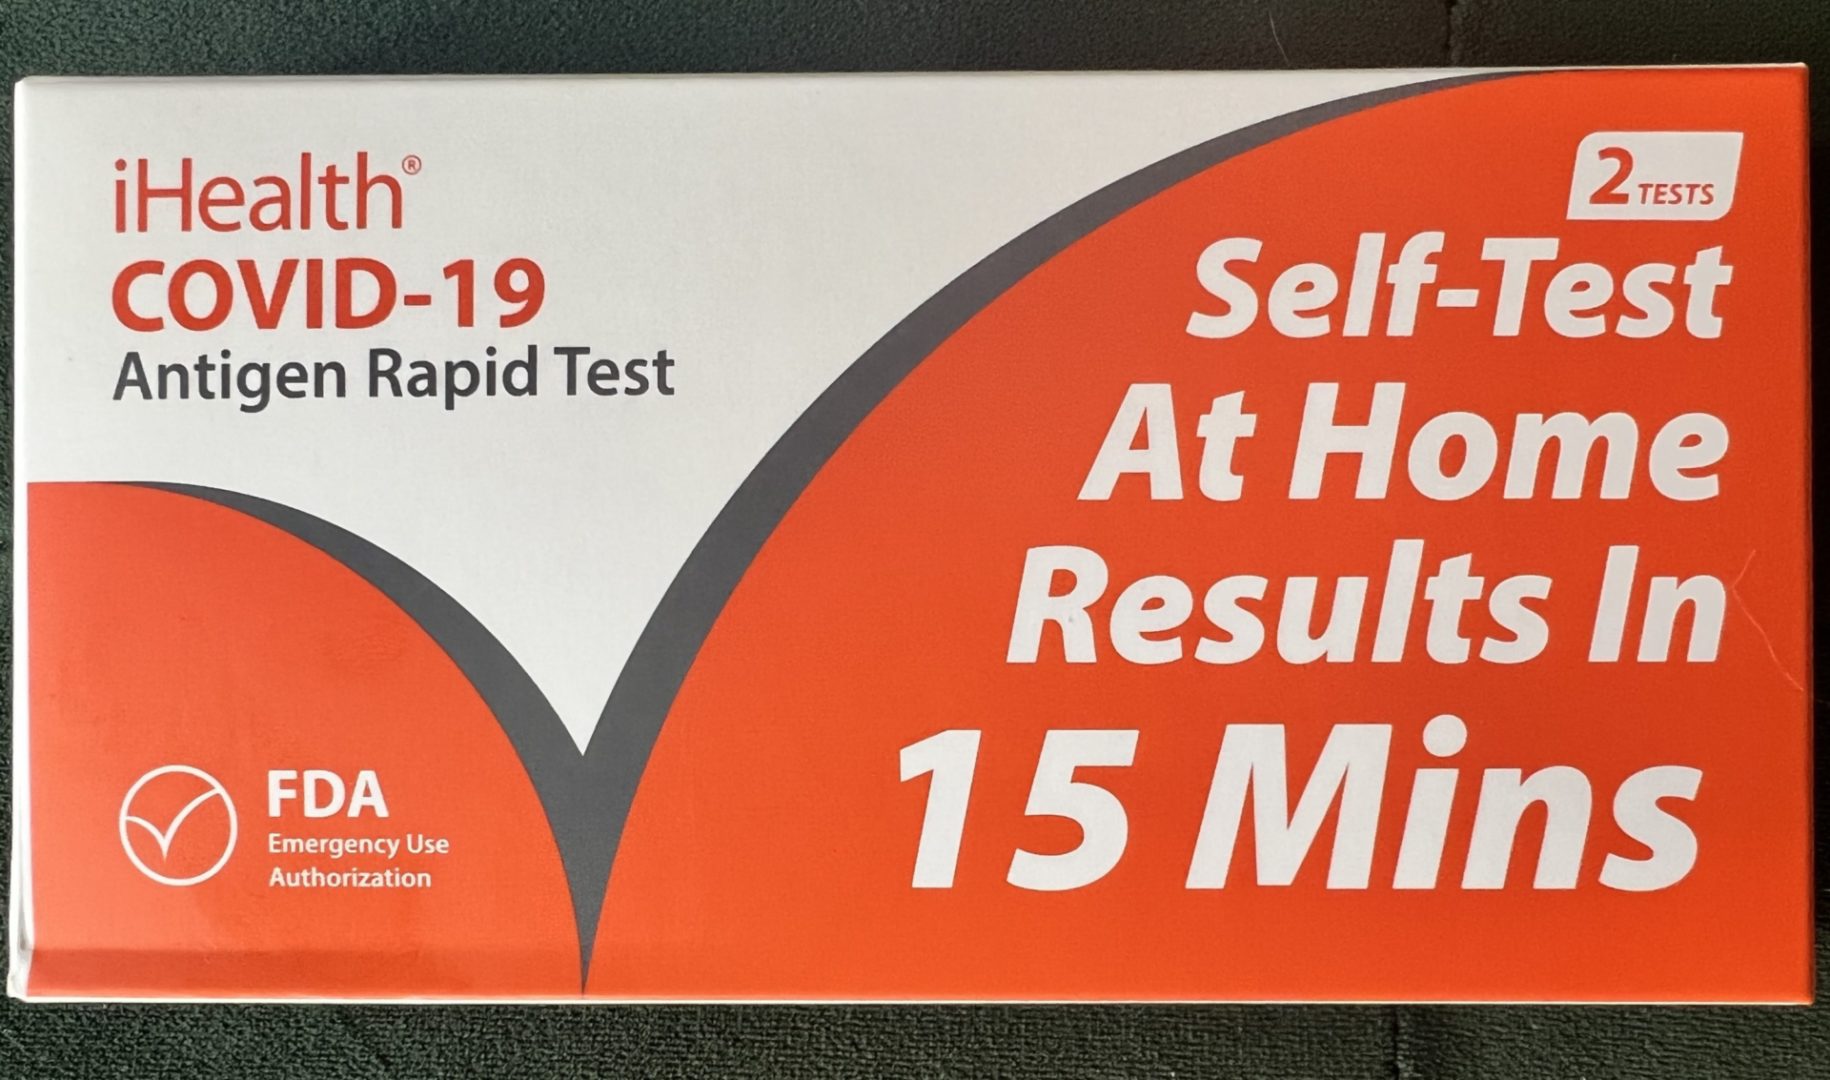 iHealth®
COVID-19
Antigen Rapid Test
FDA
Emergency Use
Authorization
2 TESTS
Self-Test
At Home
Results In
15 Mins